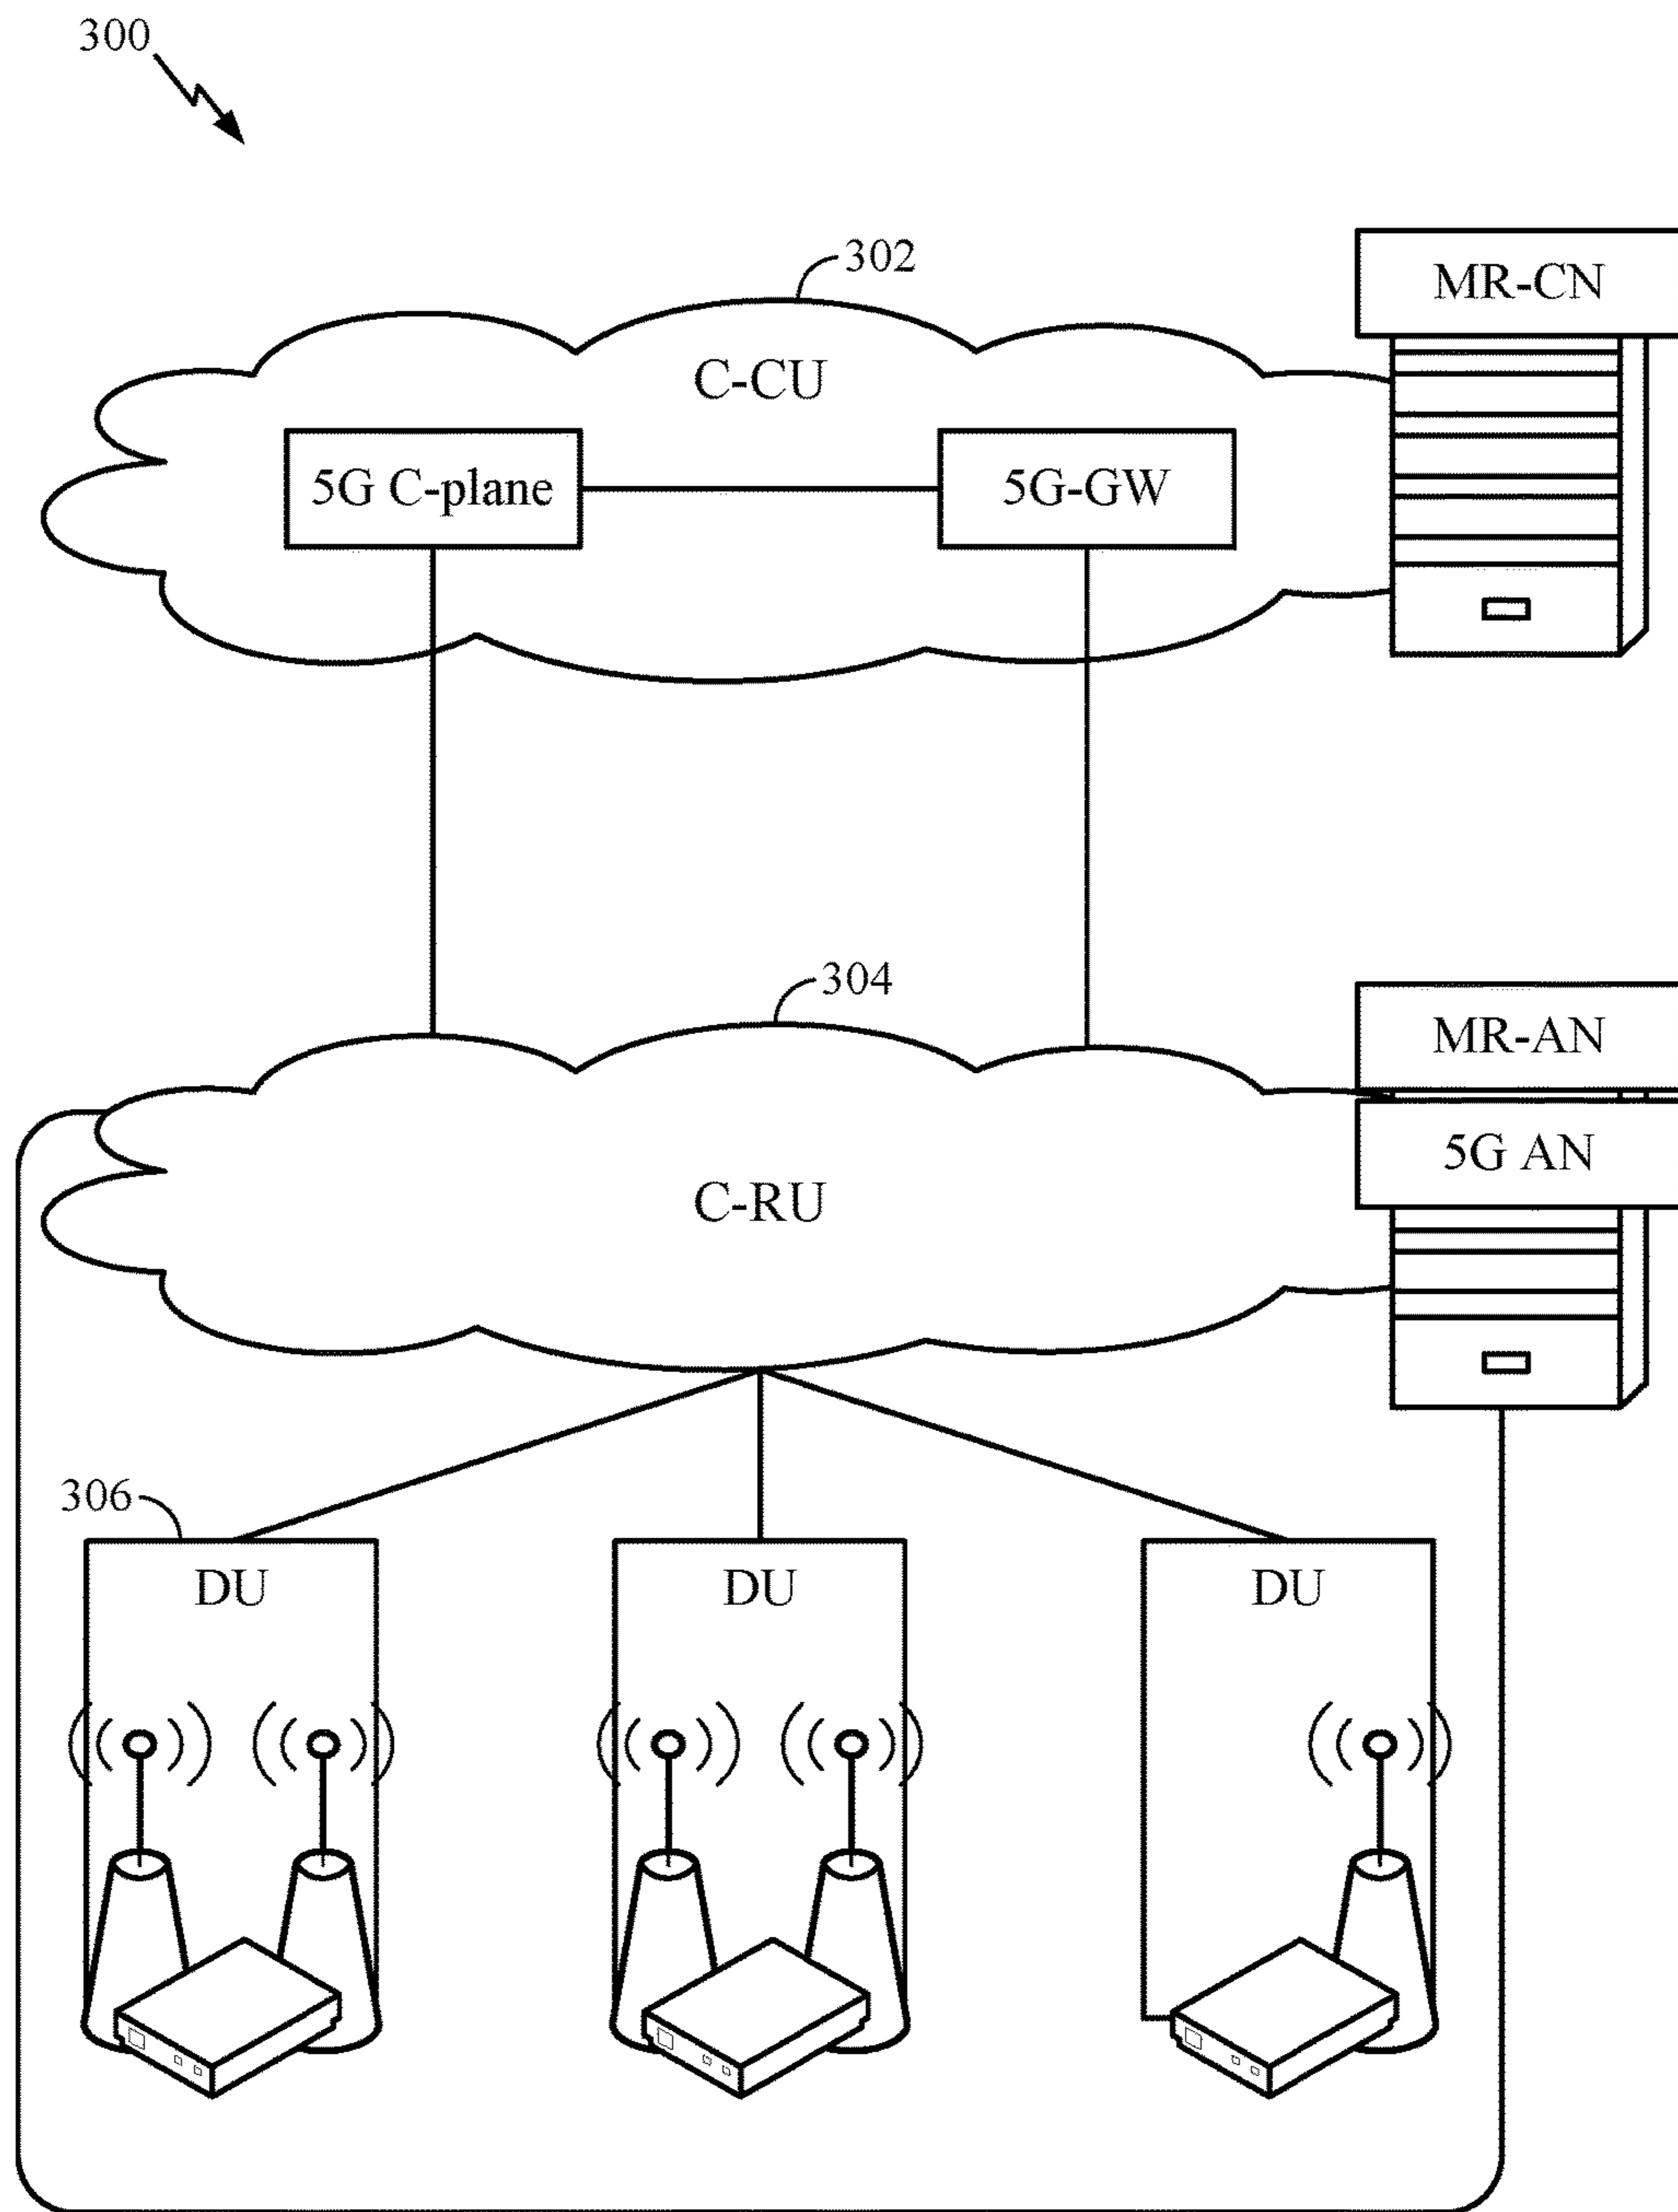 300
302
MR-CN
C-CU
5G C-plane
5G-GW
304
MR-AN
5G AN
C-RU
306
DU
DU
DU